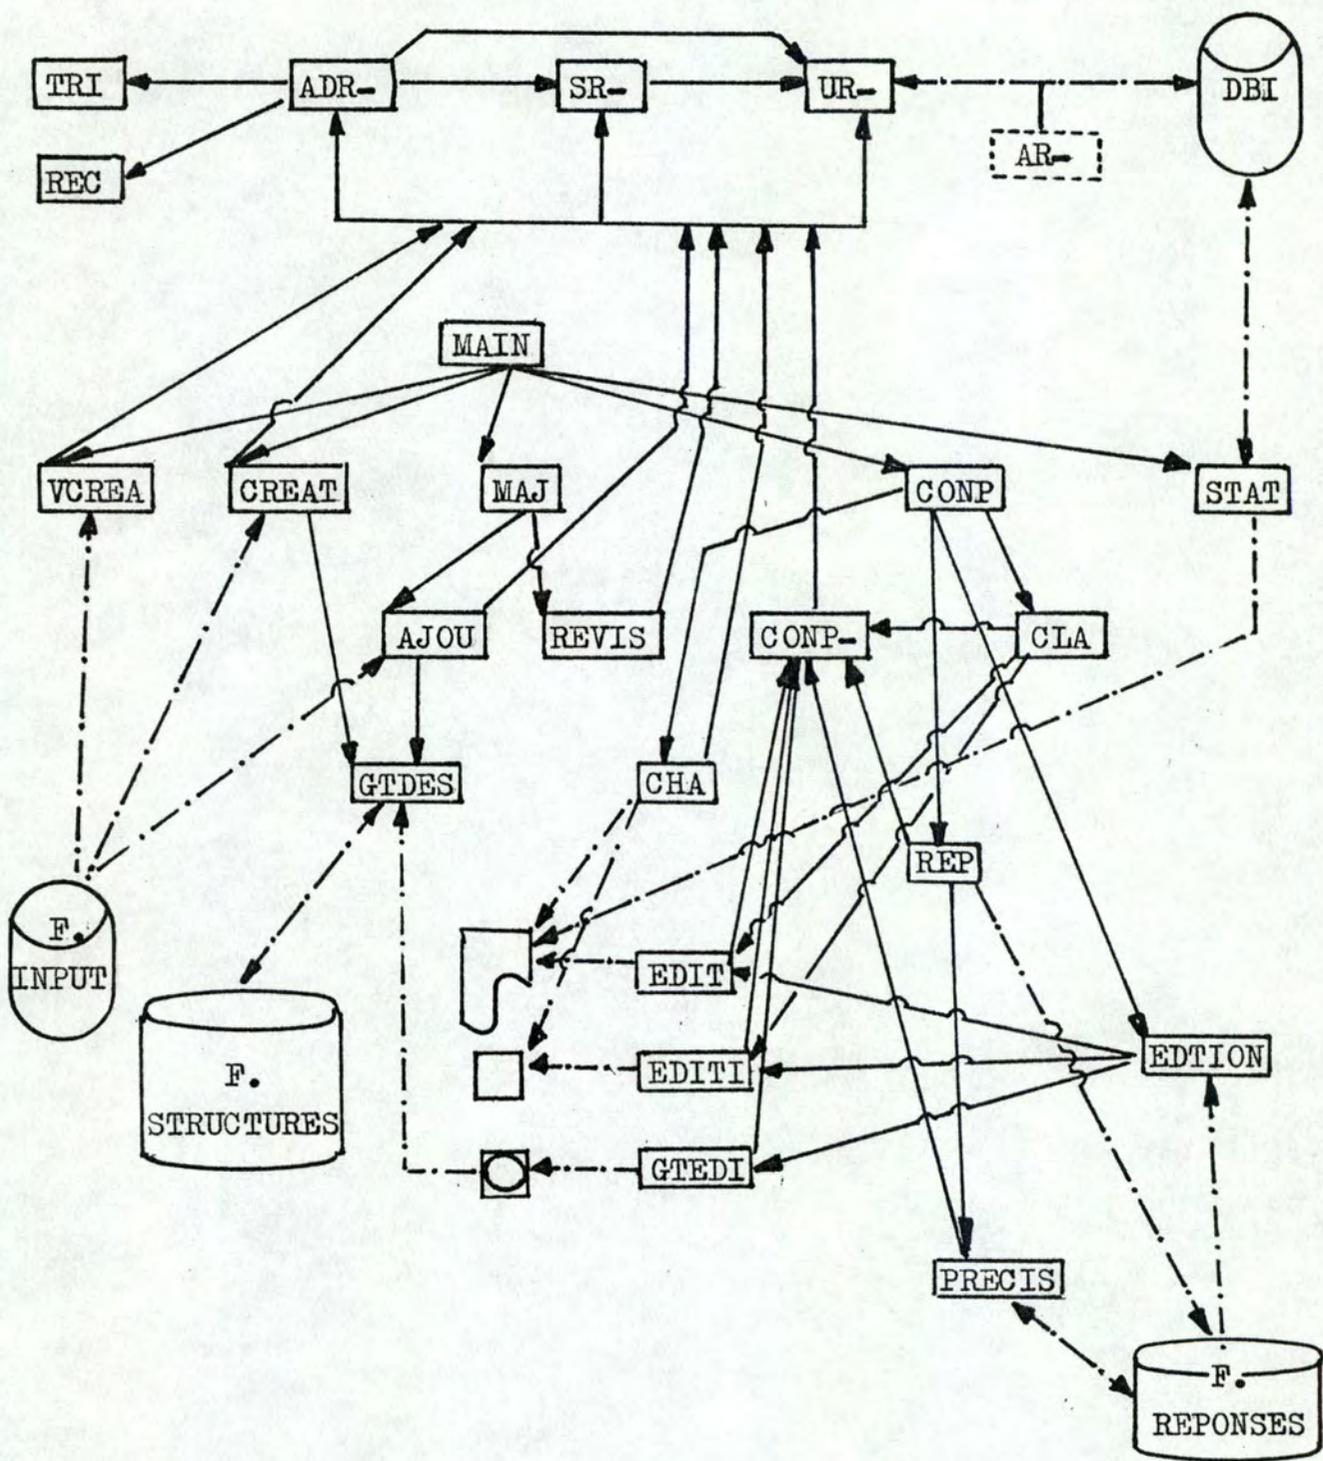 TRI
ADR-
SR-
UR-
DBI
AR-
REC
MAIN
VCREA
CREAT
MAJ
CONP
STAT
AJOU
REVIS
CONP-
CLA
GTDES
CHA
REP
F.
INPUT
EDIT
F.
STRUCTURES
EDITI
EDTION
GTEDI
PRECIS
F.
REPONSES